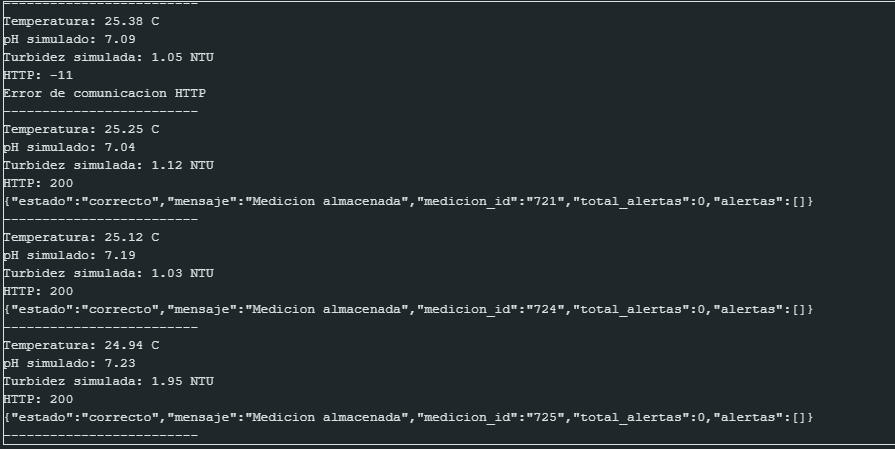 -------------------------
Temperatura: 25.38 C
pH simulado: 7.09
Turbidez simulada: 1.05 NTU
HTTP: -11
Error de comunicacion HTTP
-------------------------
Temperatura: 25.25 C
pH simulado: 7.04
Turbidez simulada: 1.12 NTU
HTTP: 200
{"estado":"correcto","mensaje":"Medicion almacenada","medicion_id":"721","total_alertas":0,"alertas":[]}
-------------------------
Temperatura: 25.12 C
pH simulado: 7.19
Turbidez simulada: 1.03 NTU
HTTP: 200
{"estado":"correcto","mensaje":"Medicion almacenada","medicion_id":"724","total_alertas":0,"alertas":[]}
-------------------------
Temperatura: 24.94 C
pH simulado: 7.23
Turbidez simulada: 1.95 NTU
HTTP: 200
{"estado":"correcto","mensaje":"Medicion almacenada","medicion_id":"725","total_alertas":0,"alertas":[]}
-------------------------